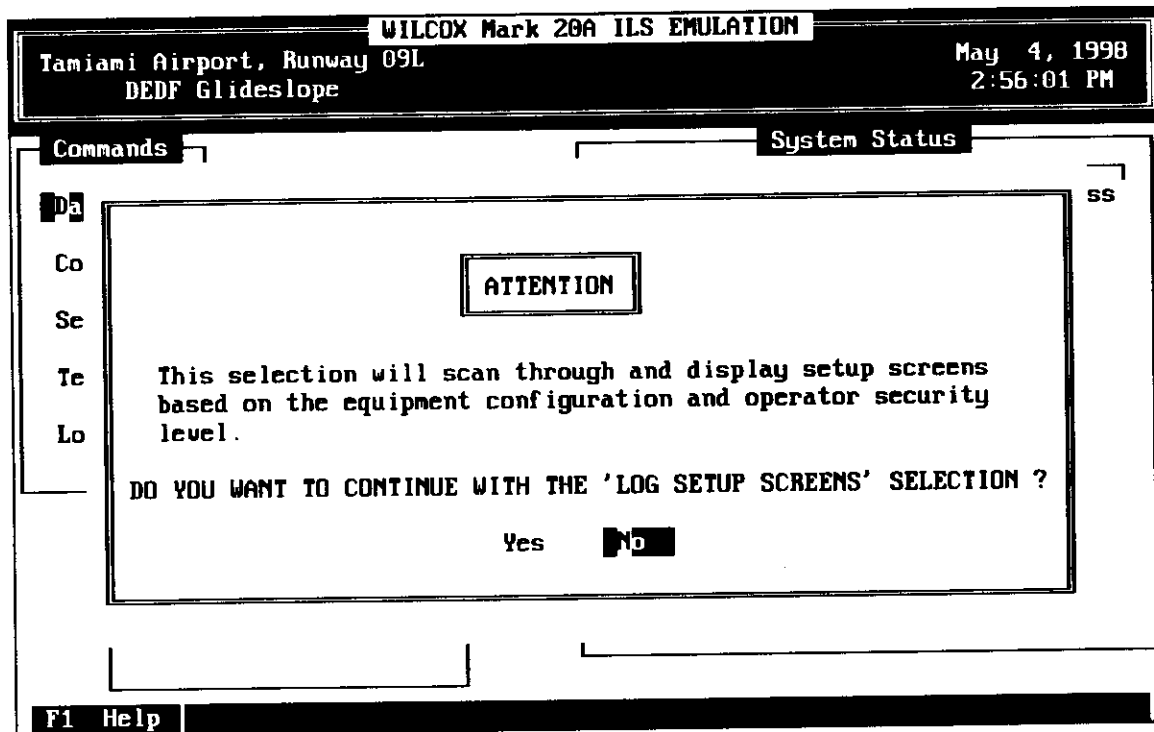 WILCOX Mark 20A ILS EMULATION
Tamiami Airport, Runway 09L
DEDF Glideslope
May 4, 1998
2:56:01 PM
Commands
System Status
Da
ss
Co
Se
Te
Lo
ATTENTION
This selection will scan through and display setup screens
based on the equipment configuration and operator security
level.
DO YOU WANT TO CONTINUE WITH THE 'LOG SETUP SCREENS' SELECTION ?
Yes No
F1 Help